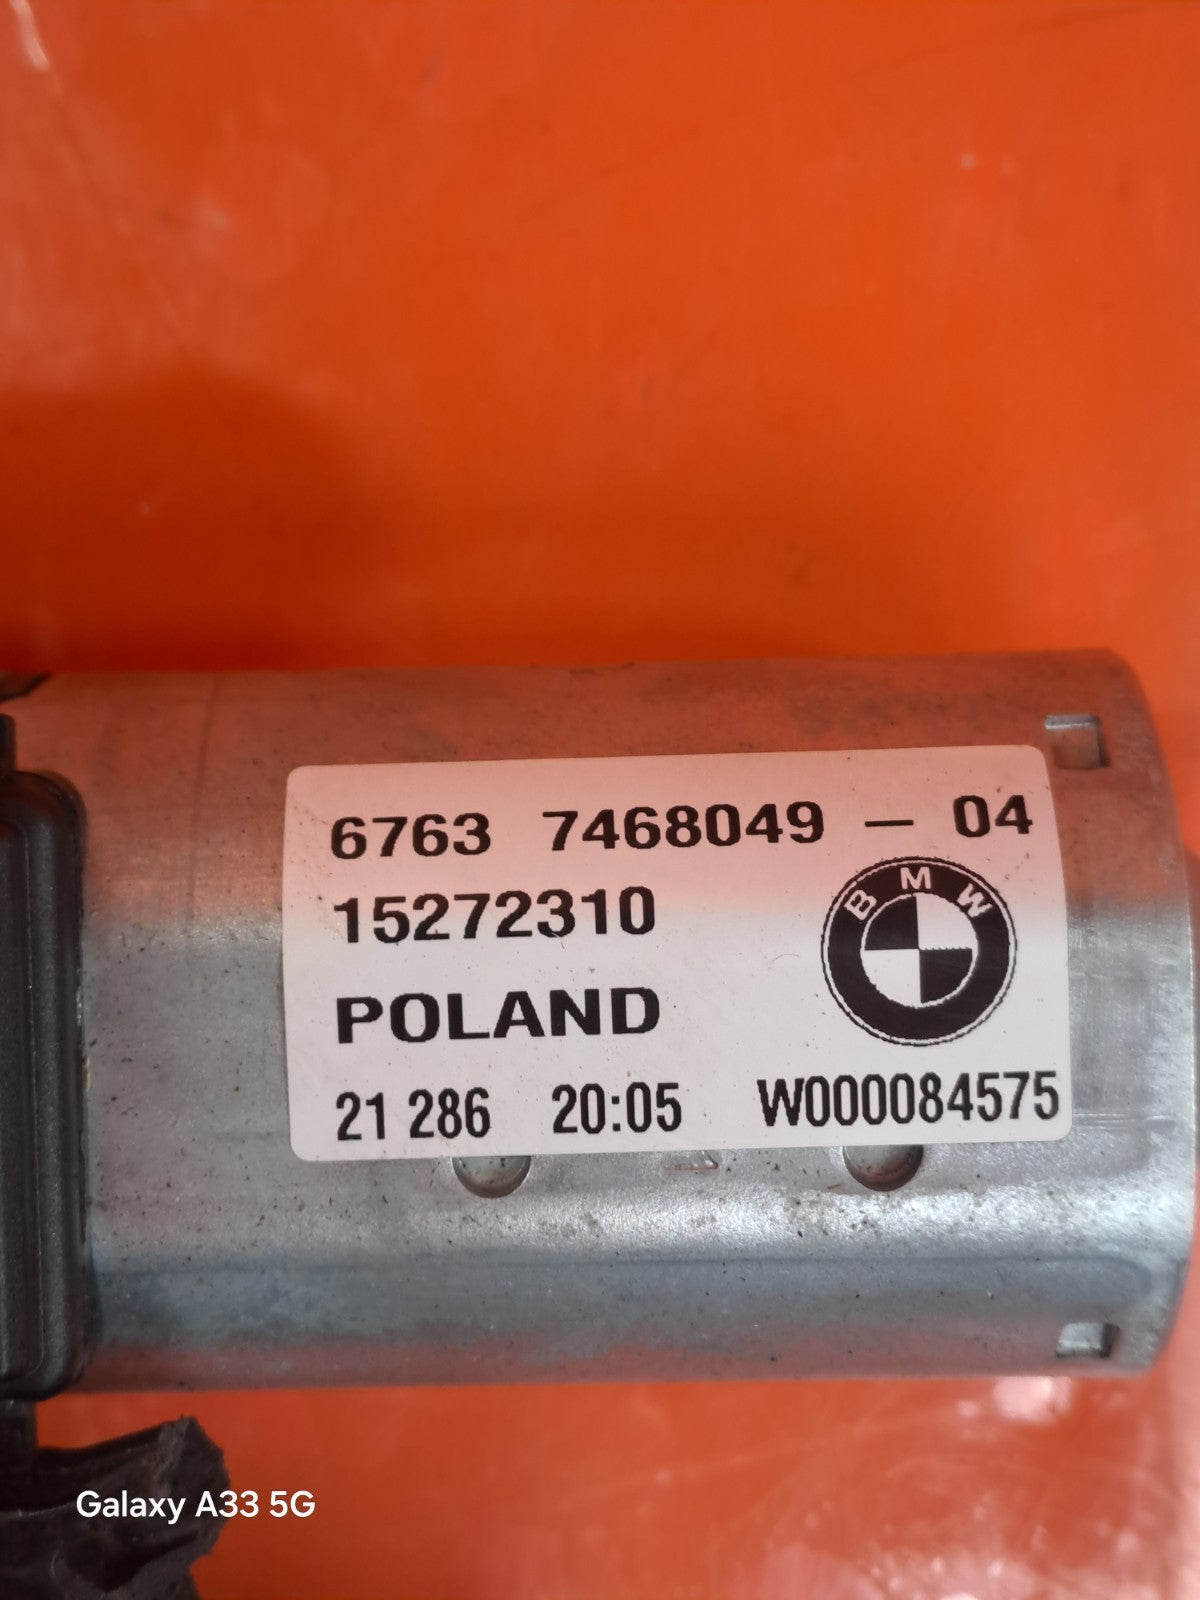 6763 7468049 – 04
15272310
BMW
POLAND
21 286 20:05 W000084575
Galaxy A33 5G